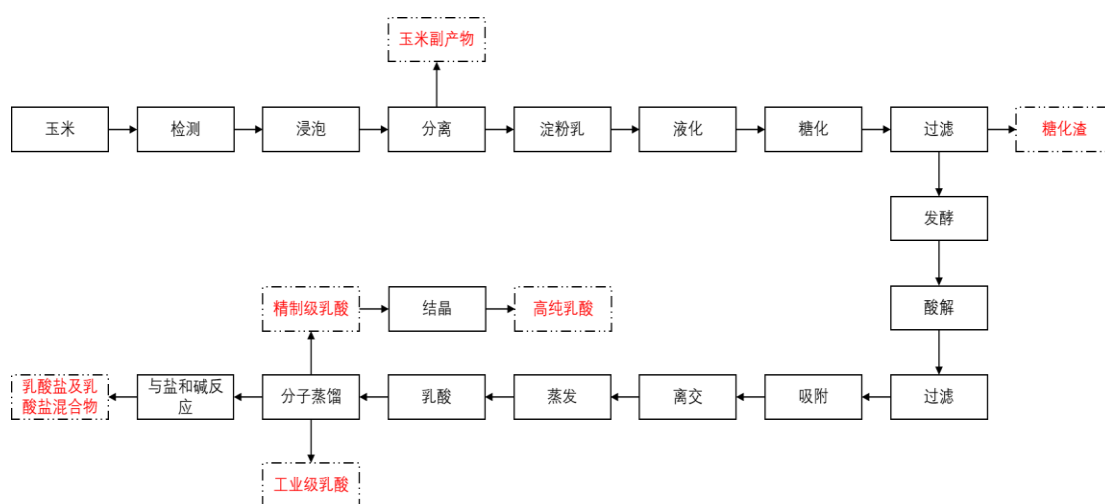 玉米副产物
玉米
检测
浸泡
分离
淀粉乳
液化
糖化
过滤
糖化渣
发酵
酸解
精制级乳酸
结晶
高纯乳酸
乳酸盐及乳
酸盐混合物
与盐和碱反
应
分子蒸馏
乳酸
蒸发
离交
吸附
过滤
工业级乳酸